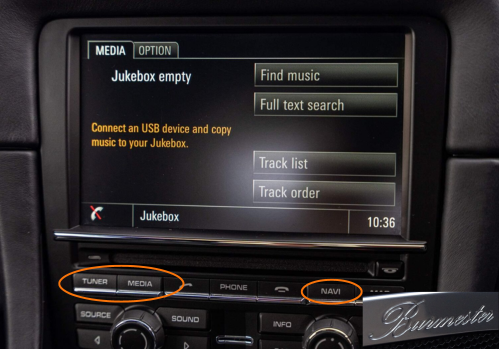 MEDIA OPTION
Jukebox empty
Find music
Full text search
Connect an USB device and copy
music to your Jukebox.
Track list
Track order
Jukebox
10:36
TUNER MEDIA PHONE NAVI
SOURCE SOUND INFO
Burmester